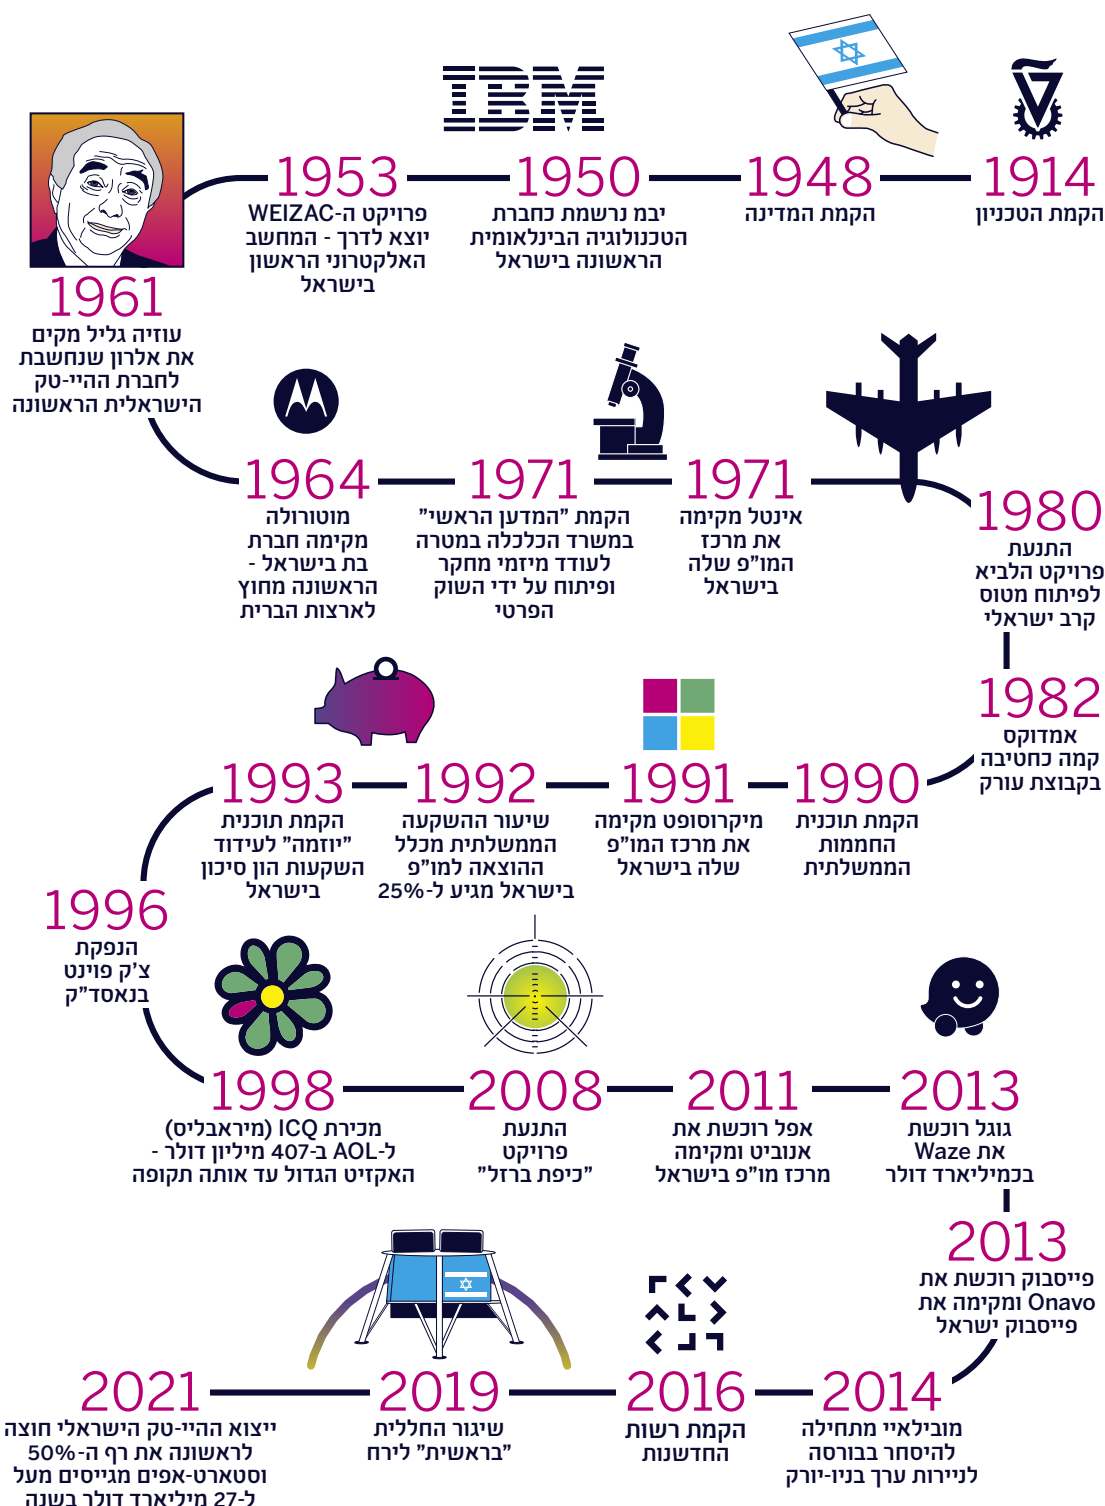 IBM
1914
הקמת הטכניון
1948
הקמת המדינה
1950
יבמ נרשמת כחברת
הטכנולוגיה הבינלאומית
הראשונה בישראל
1953
פרויקט ה-WEIZAC
יוצא לדרך - המחשב
האלקטרוני הראשון
בישראל
1961
עוזיה גליל מקים
את אלרון שנחשבת
לחברת ההיי-טק
הישראלית הראשונה
1964
מוטורולה
מקימה חברת
בת בישראל -
הראשונה מחוץ
לארצות הברית
1971
הקמת "המדען הראשי"
במשרד הכלכלה במטרה
לעודד מיזמי מחקר
ופיתוח על ידי השוק
הפרטי
1971
אינטל מקימה
את מרכז
המו"פ שלה
בישראל
1980
התנעת
פרויקט הלביא
לפיתוח מטוס
קרב ישראלי
1982
אמדוקס
קמה כחטיבה
בקבוצת עורק
1990
הקמת תוכנית
החממות
הממשלתית
1991
מיקרוסופט מקימה
את מרכז המו"פ
שלה בישראל
1992
שיעור ההשקעה
הממשלתית מכלל
ההוצאה למו"פ
בישראל מגיע ל-25%
1993
הקמת תוכנית
"יוזמה" לעידוד
השקעות הון סיכון
בישראל
1996
הנפקת
צ'ק פוינט
בנאסד"ק
1998
מכירת ICQ (מיראבליס)
ל-AOL ב-407 מיליון דולר -
האקזיט הגדול עד אותה תקופה
2008
התנעת
פרויקט
"כיפת ברזל"
2011
אפל רוכשת את
אנוביט ומקימה
מרכז מו"פ בישראל
2013
גוגל רוכשת
את Waze
בכמיליארד דולר
2013
פייסבוק רוכשת את
Onavo ומקימה את
פייסבוק ישראל
2014
מובילאיי מתחילה
להיסחר בבורסה
לניירות ערך בניו-יורק
2016
הקמת רשות
החדשנות
2019
שיגור החללית
"בראשית" לירח
2021
ייצוא ההיי-טק הישראלי חוצה
לראשונה את רף ה-50%
וסטארט-אפים מגייסים מעל
ל-27 מיליארד דולר בשנה